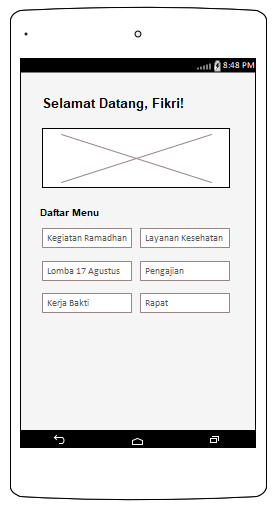 8:48 PM
Selamat Datang, Fikri!
Daftar Menu
Kegiatan Ramadhan
Layanan Kesehatan
Lomba 17 Agustus
Pengajian
Kerja Bakti
Rapat